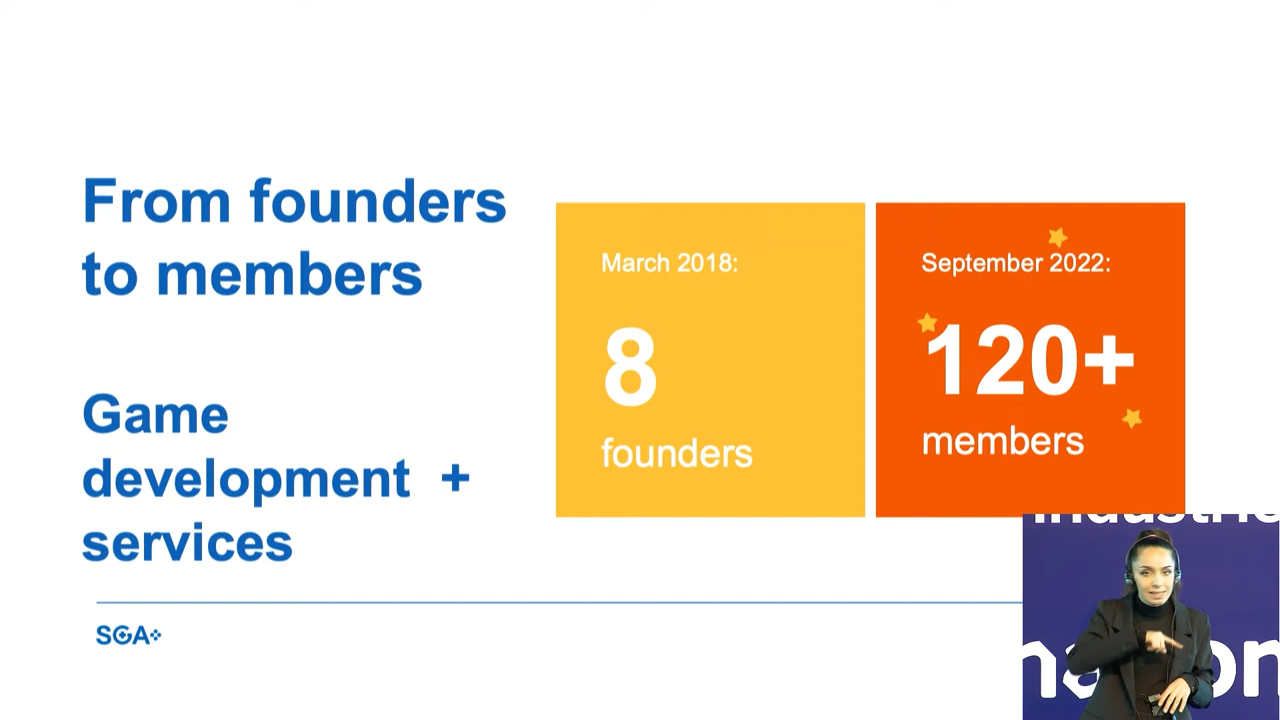 From founders
to members
Game
development +
services
March 2018:
8
founders
September 2022:
120+
members
SGA